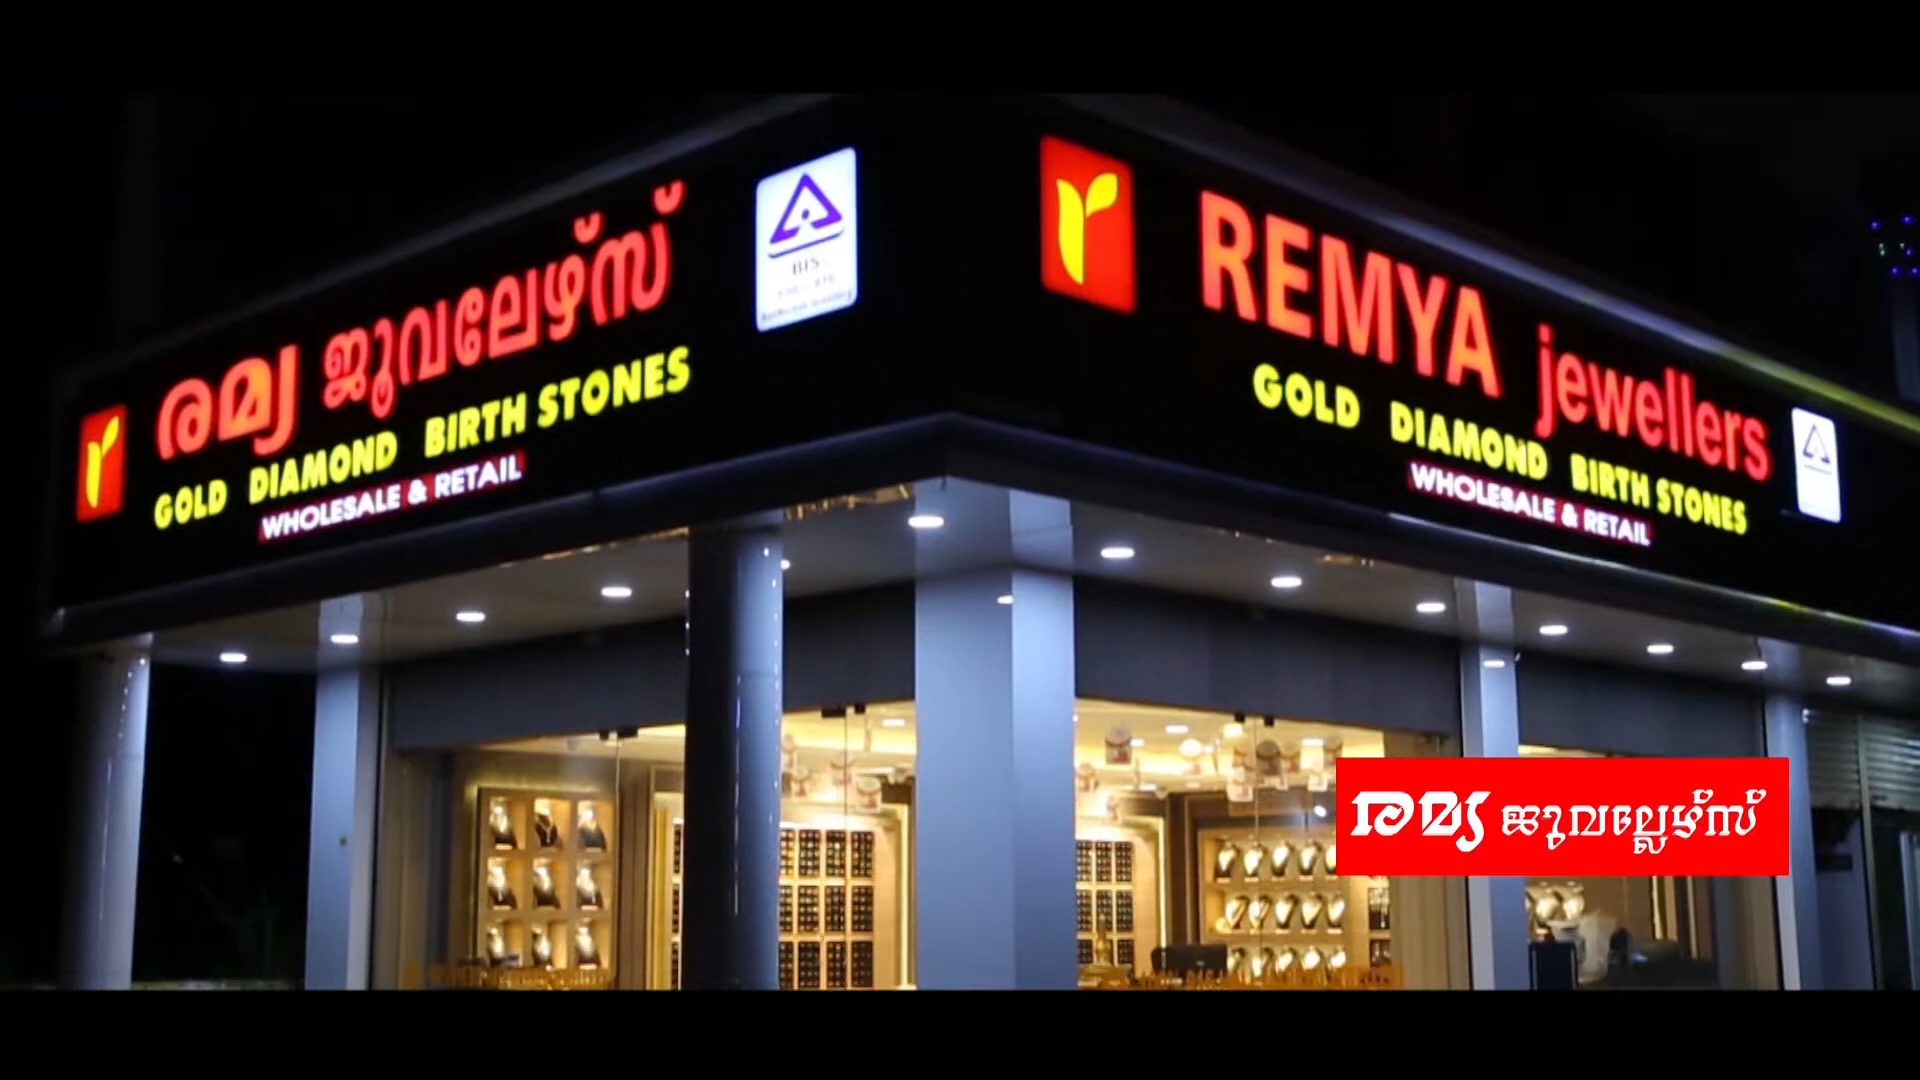 രമ്യ ജൂവലേഴ്സ്
GOLD DIAMOND BIRTH STONES
WHOLESALE & RETAIL
BIS
REMYA jewellers
GOLD DIAMOND BIRTH STONES
WHOLESALE & RETAIL
രമ്യ ജുവല്ലേഴ്സ്